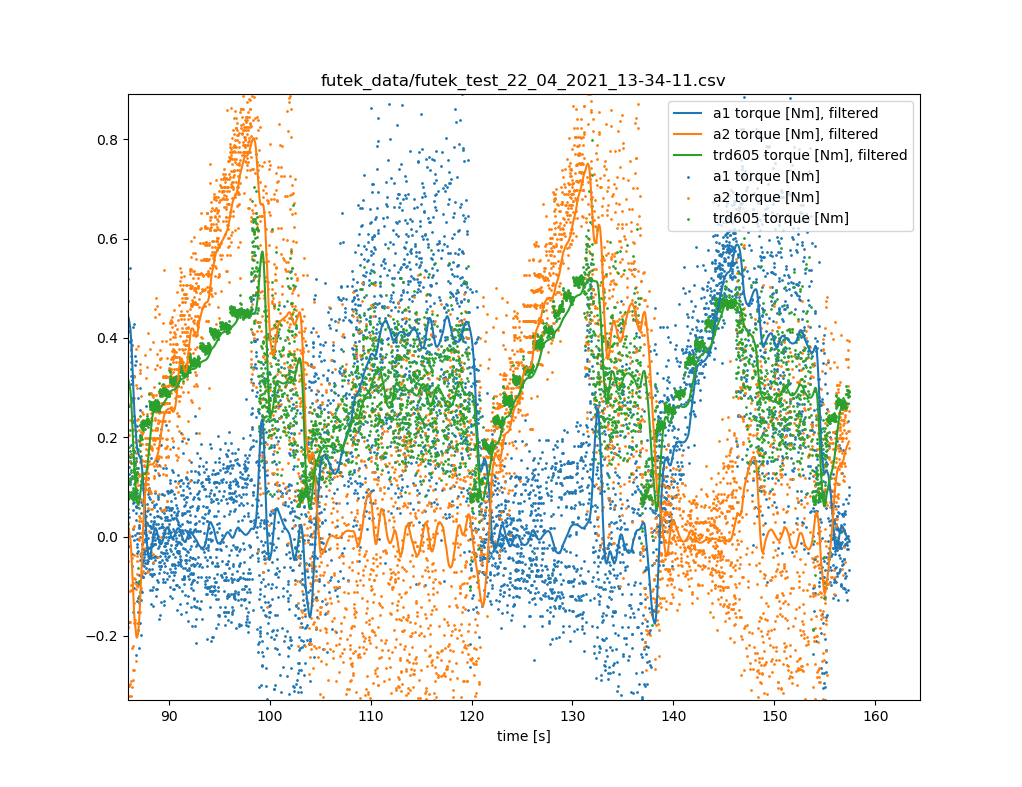 futek_data/futek_test_22_04_2021_13-34-11.csv
a1 torque [Nm], filtered
a2 torque [Nm], filtered
trd605 torque [Nm], filtered
a1 torque [Nm]
a2 torque [Nm]
trd605 torque [Nm]
0.8
0.6
0.4
0.2
0.0
−0.2
90 100 110 120 130 140 150 160
time [s]